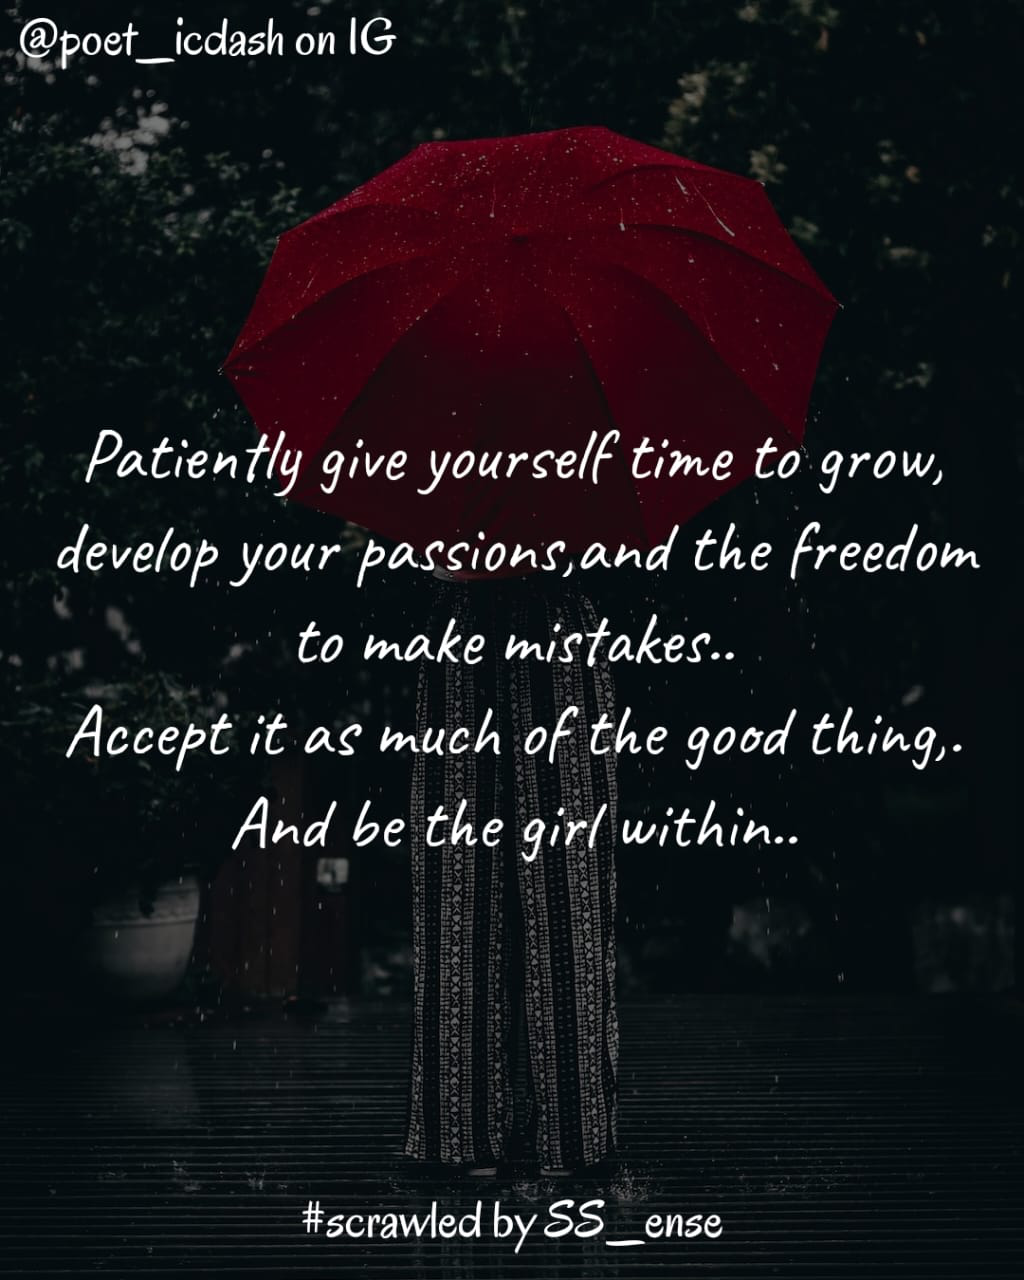 @poet_icdash on IG
Patiently give yourself time to grow,
develop your passions,and the freedom
to make mistakes..
Accept it as much of the good thing,.
And be the girl within..
#scrawled by SS_ense